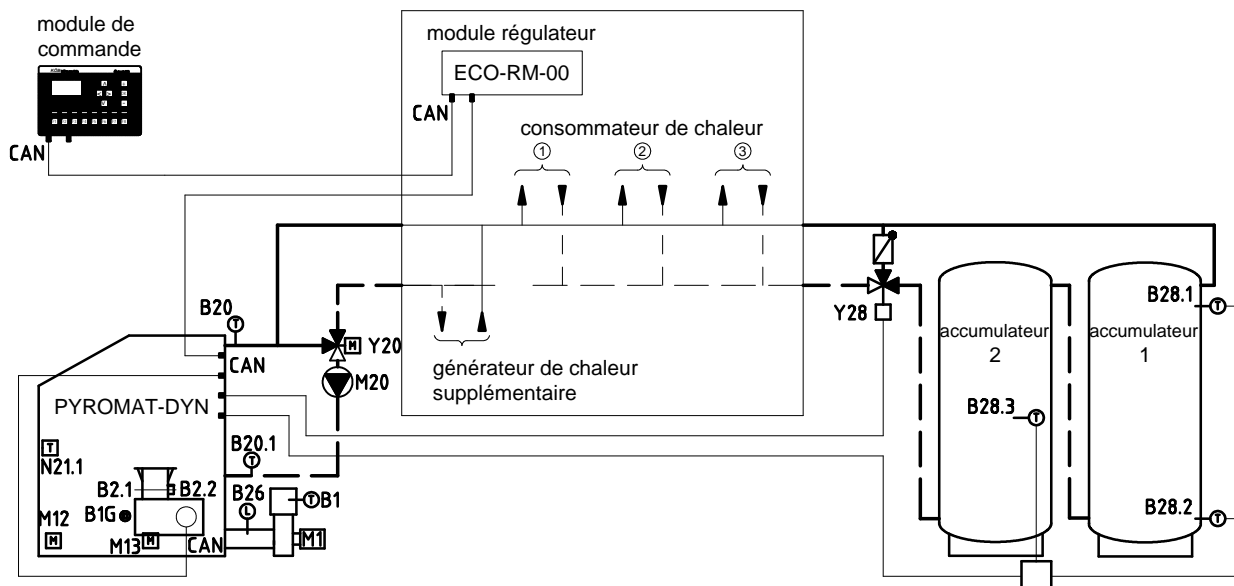 module de
commande
CAN
module régulateur
ECO-RM-00
CAN
consommateur de chaleur
1
2
3
B20
T
M
Y20
M20
CAN
PYROMAT-DYN
générateur de chaleur
supplémentaire
Y28
accumulateur
2
accumulateur
1
B28.1
T
B28.3
T
B28.2
T
T
N21.1
B20.1
T
B2.1
B2.2
B26
L
T
B1
B1G
M12
M
M13
M
CAN
M1